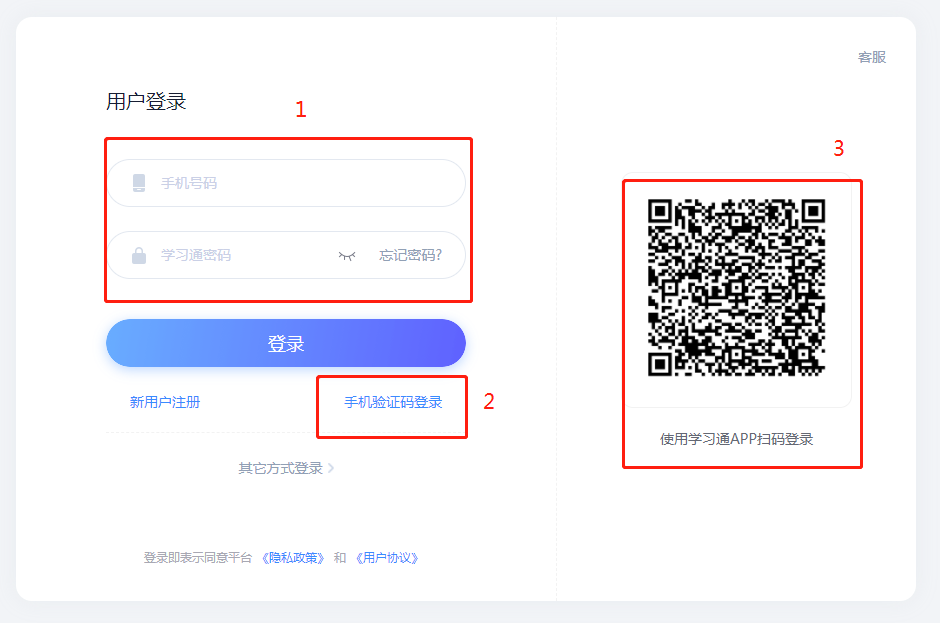 客服
用户登录
1
手机号码
学习通密码
忘记密码?
登录
新用户注册
手机验证码登录
2
其它方式登录
登录即表示同意平台 《隐私政策》 和 《用户协议》
3
使用学习通APP扫码登录